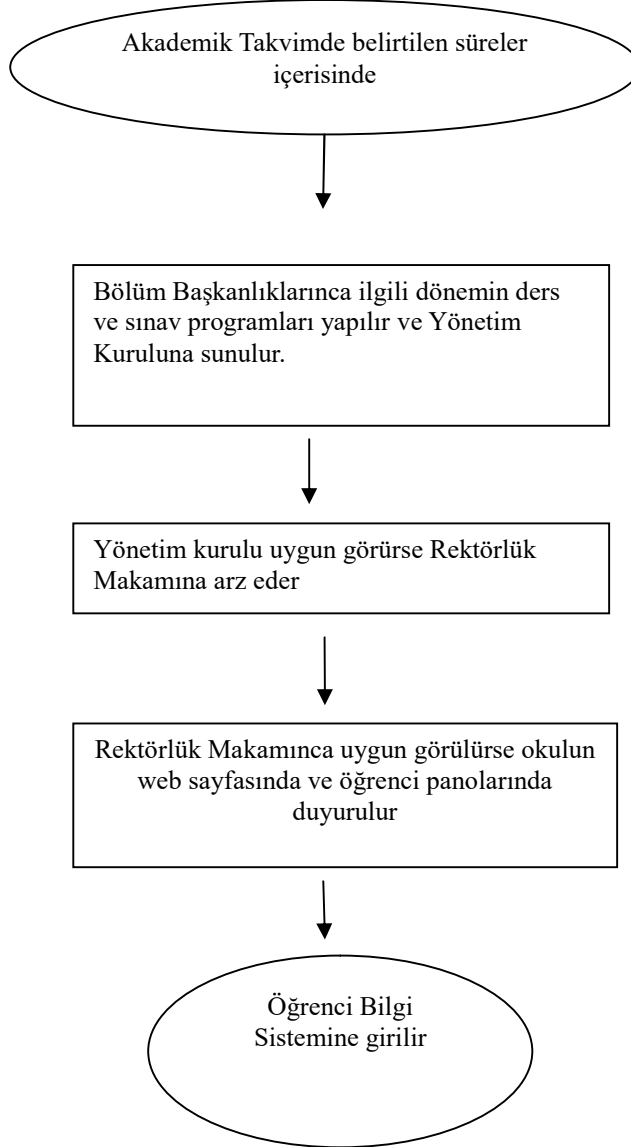 Akademik Takvimde belirtilen süreler
içerisinde
Bölüm Başkanlıklarınca ilgili dönemin ders
ve sınav programları yapılır ve Yönetim
Kuruluna sunulur.
Yönetim kurulu uygun görürse Rektörlük
Makamına arz eder
Rektörlük Makamınca uygun görülürse okulun
web sayfasında ve öğrenci panolarında
duyurulur
Öğrenci Bilgi
Sistemine girilir